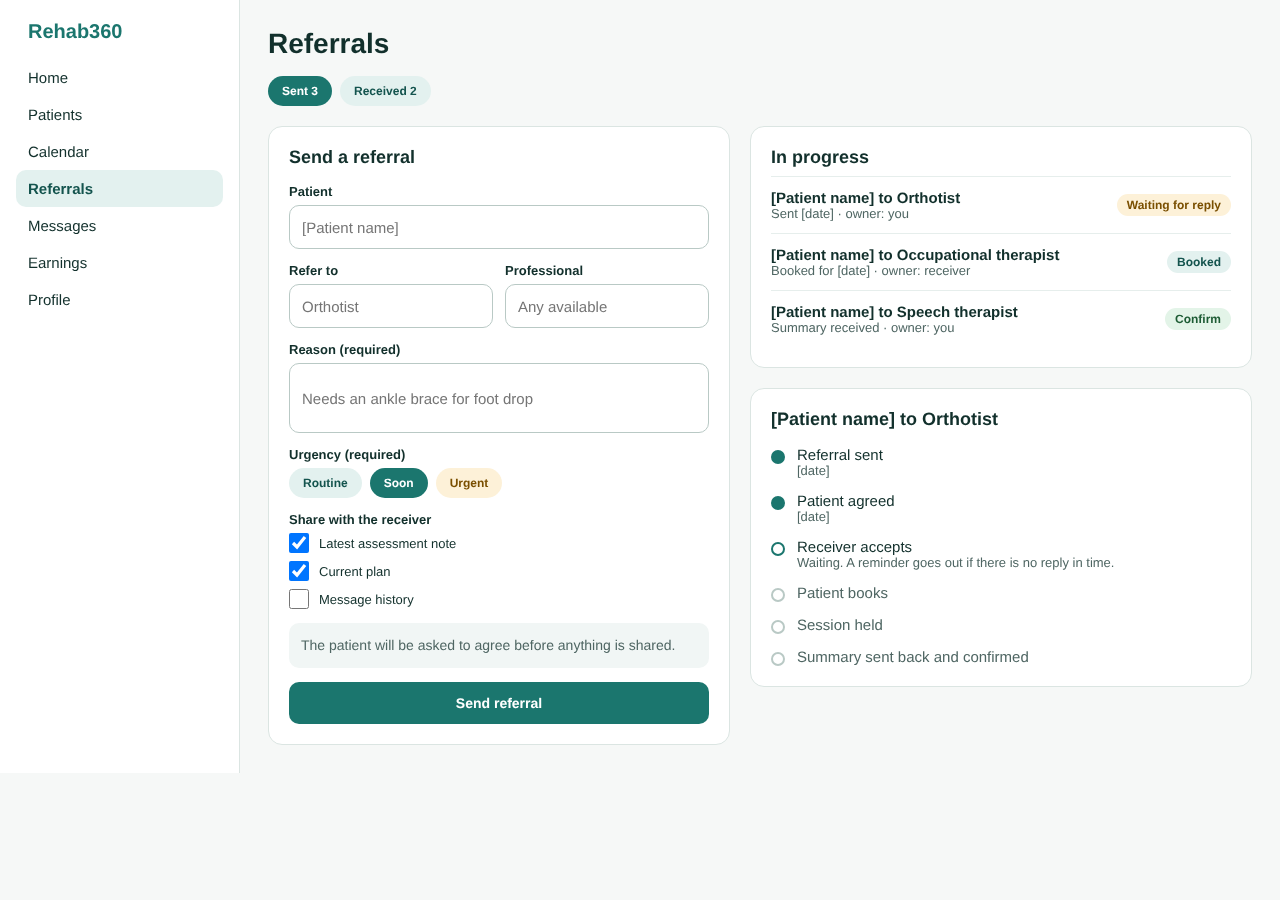 Rehab360
Home
Patients
Calendar
Referrals
Messages
Earnings
Profile
Referrals
Sent 3
Received 2
Send a referral
Patient
[Patient name]
Refer to
Professional
Orthotist
Any available
Reason (required)
Needs an ankle brace for foot drop
Urgency (required)
Routine
Soon
Urgent
Share with the receiver
Latest assessment note
Current plan
Message history
The patient will be asked to agree before anything is shared.
Send referral
In progress
[Patient name] to Orthotist
Sent [date] · owner: you
Waiting for reply
[Patient name] to Occupational therapist
Booked for [date] · owner: receiver
Booked
[Patient name] to Speech therapist
Summary received · owner: you
Confirm
[Patient name] to Orthotist
Referral sent
[date]
Patient agreed
[date]
Receiver accepts
Waiting. A reminder goes out if there is no reply in time.
Patient books
Session held
Summary sent back and confirmed